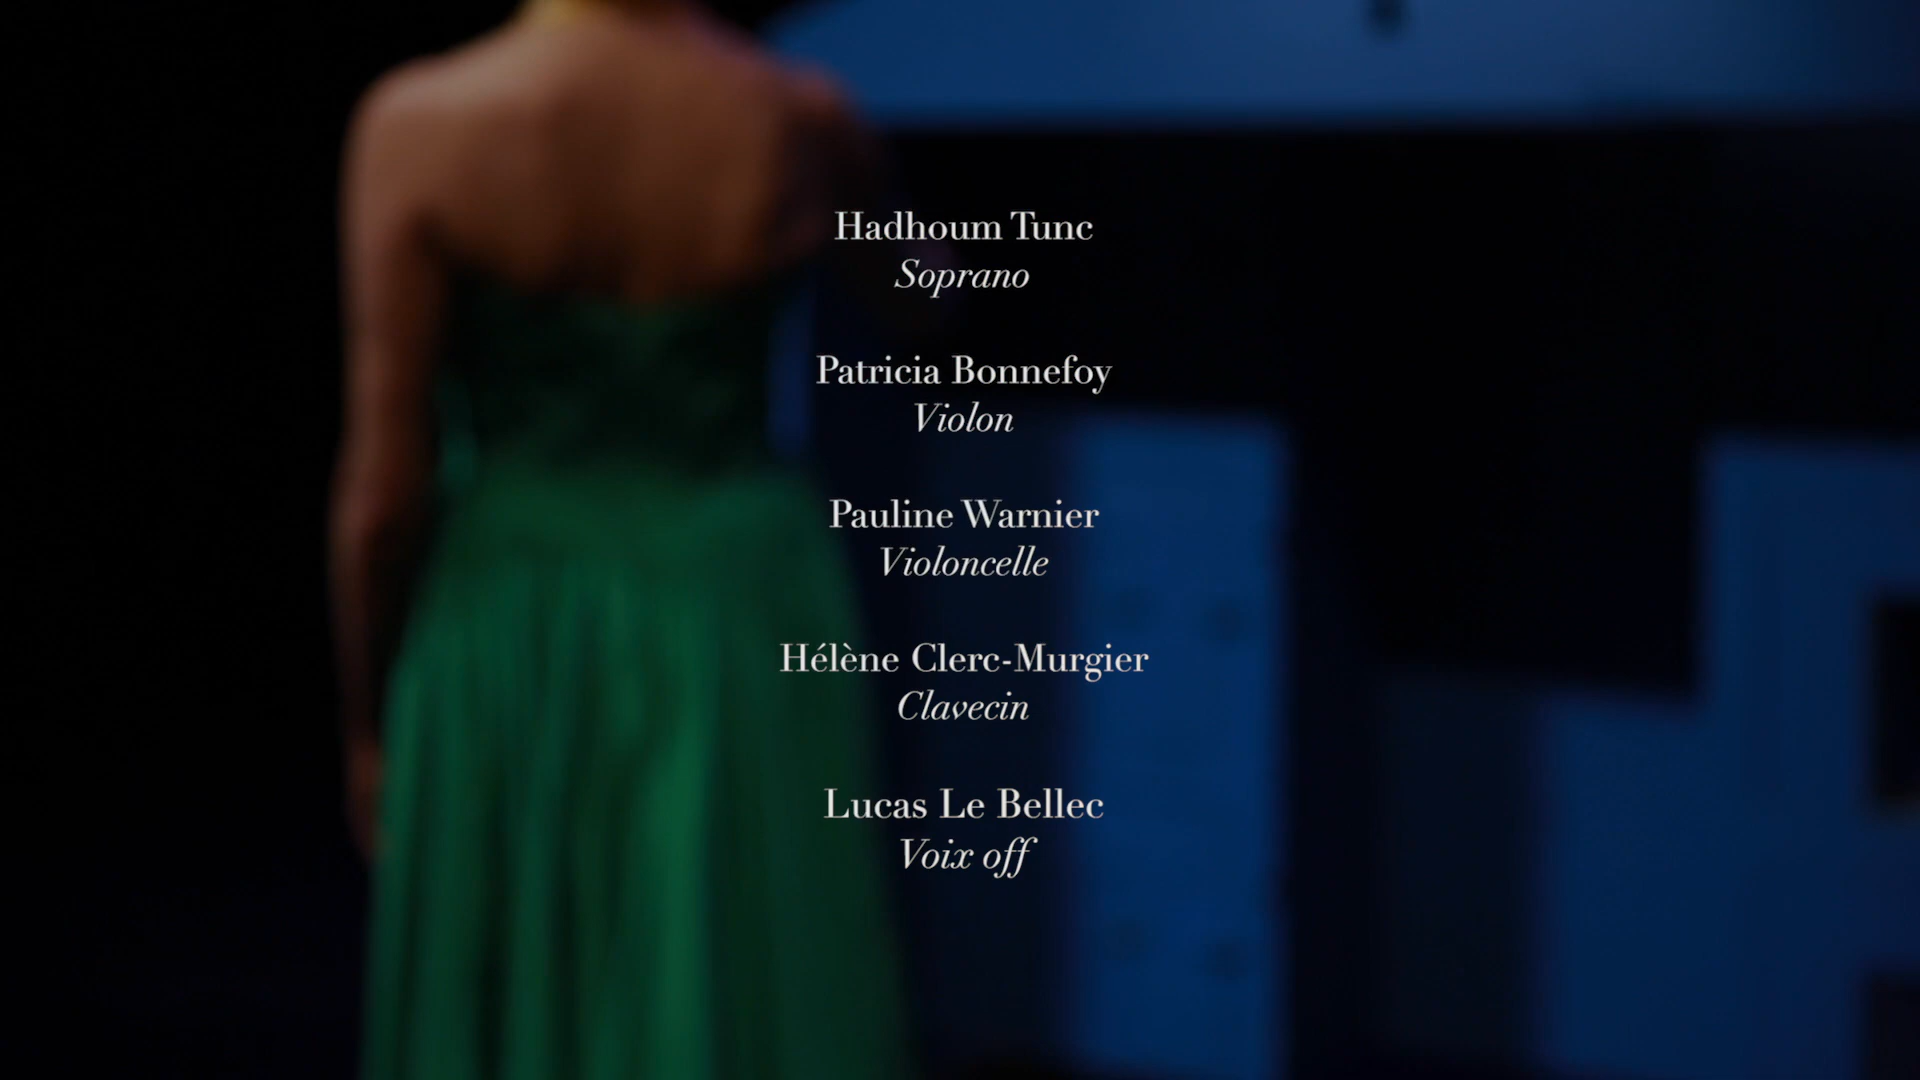 Hadhoum Tunc
Soprano
Patricia Bonnefoy
Violon
Pauline Warnier
Violoncelle
Hélène Clerc-Murgier
Clavecin
Lucas Le Bellec
Voix off